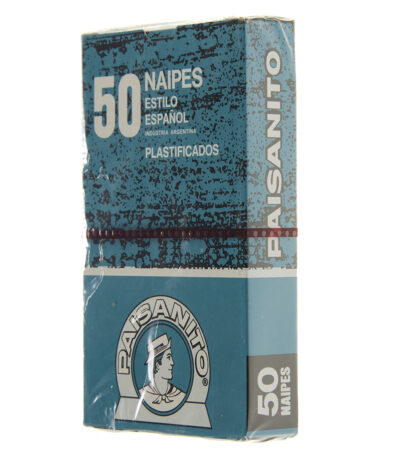 50
NAIPES
ESTILO
ESPAÑOL
INDUSTRIA ARGENTINA
PLASTIFICADOS
PAISANITO
PAISANITO
®
50
NAIPES